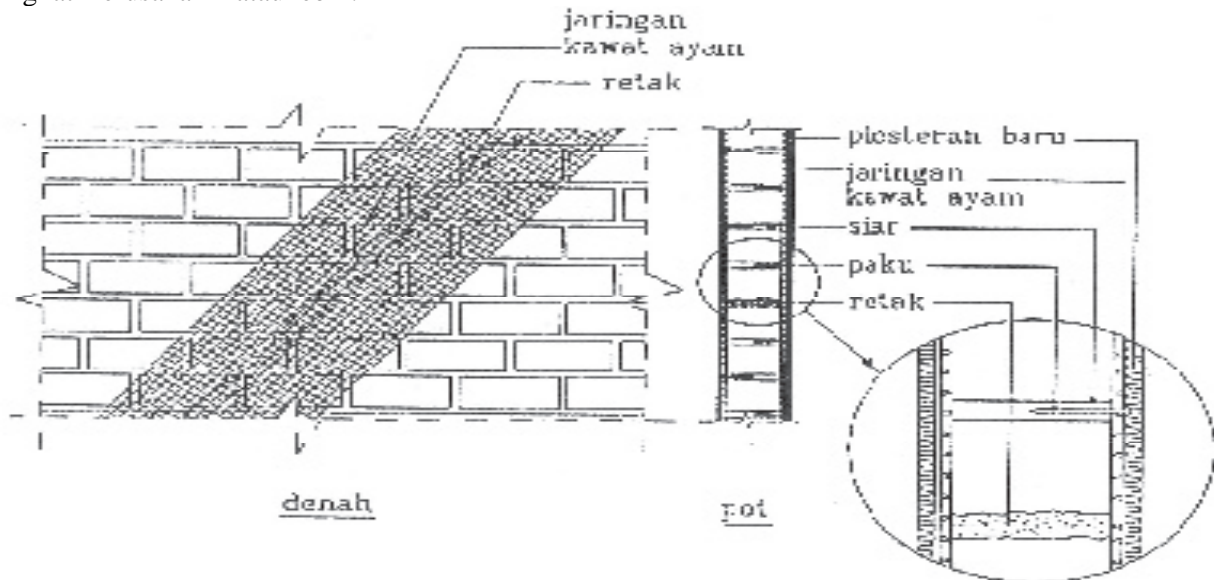 jaringan
kawat ayam
retak
plesteran baru
jaringan
kawat ayam
siar
paku
retak
denah
pot